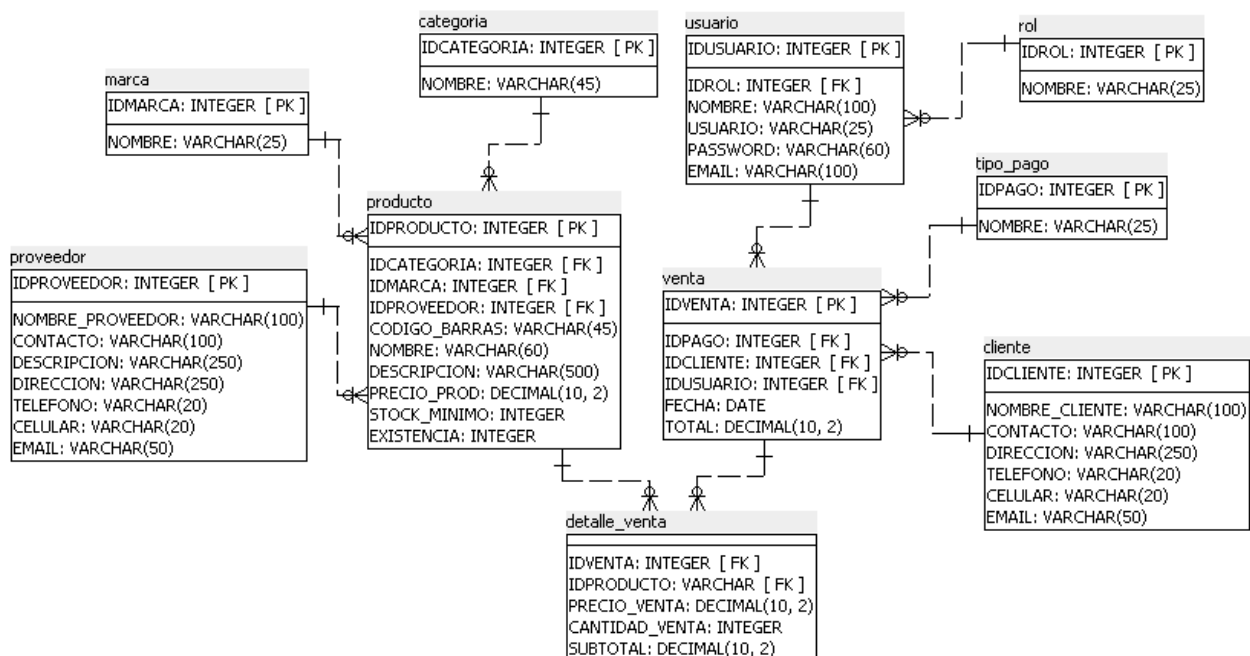 categoria
IDCATEGORIA: INTEGER [ PK ]
NOMBRE: VARCHAR(45)
usuario
IDUSUARIO: INTEGER [ PK ]
IDROL: INTEGER [ FK ]
NOMBRE: VARCHAR(100)
USUARIO: VARCHAR(25)
PASSWORD: VARCHAR(60)
EMAIL: VARCHAR(100)
rol
IDROL: INTEGER [ PK ]
NOMBRE: VARCHAR(25)
marca
IDMARCA: INTEGER [ PK ]
NOMBRE: VARCHAR(25)
tipo_pago
IDPAGO: INTEGER [ PK ]
NOMBRE: VARCHAR(25)
producto
IDPRODUCTO: INTEGER [ PK ]
IDCATEGORIA: INTEGER [ FK ]
IDMARCA: INTEGER [ FK ]
IDPROVEEDOR: INTEGER [ FK ]
CODIGO_BARRAS: VARCHAR(45)
NOMBRE: VARCHAR(60)
DESCRIPCION: VARCHAR(500)
PRECIO_PROD: DECIMAL(10, 2)
STOCK_MINIMO: INTEGER
EXISTENCIA: INTEGER
proveedor
IDPROVEEDOR: INTEGER [ PK ]
NOMBRE_PROVEEDOR: VARCHAR(100)
CONTACTO: VARCHAR(100)
DESCRIPCION: VARCHAR(250)
DIRECCION: VARCHAR(250)
TELEFONO: VARCHAR(20)
CELULAR: VARCHAR(20)
EMAIL: VARCHAR(50)
venta
IDVENTA: INTEGER [ PK ]
IDPAGO: INTEGER [ FK ]
IDCLIENTE: INTEGER [ FK ]
IDUSUARIO: INTEGER [ FK ]
FECHA: DATE
TOTAL: DECIMAL(10, 2)
cliente
IDCLIENTE: INTEGER [ PK ]
NOMBRE_CLIENTE: VARCHAR(100)
CONTACTO: VARCHAR(100)
DIRECCION: VARCHAR(250)
TELEFONO: VARCHAR(20)
CELULAR: VARCHAR(20)
EMAIL: VARCHAR(50)
detalle_venta
IDVENTA: INTEGER [ FK ]
IDPRODUCTO: VARCHAR [ FK ]
PRECIO_VENTA: DECIMAL(10, 2)
CANTIDAD_VENTA: INTEGER
SUBTOTAL: DECIMAL(10, 2)